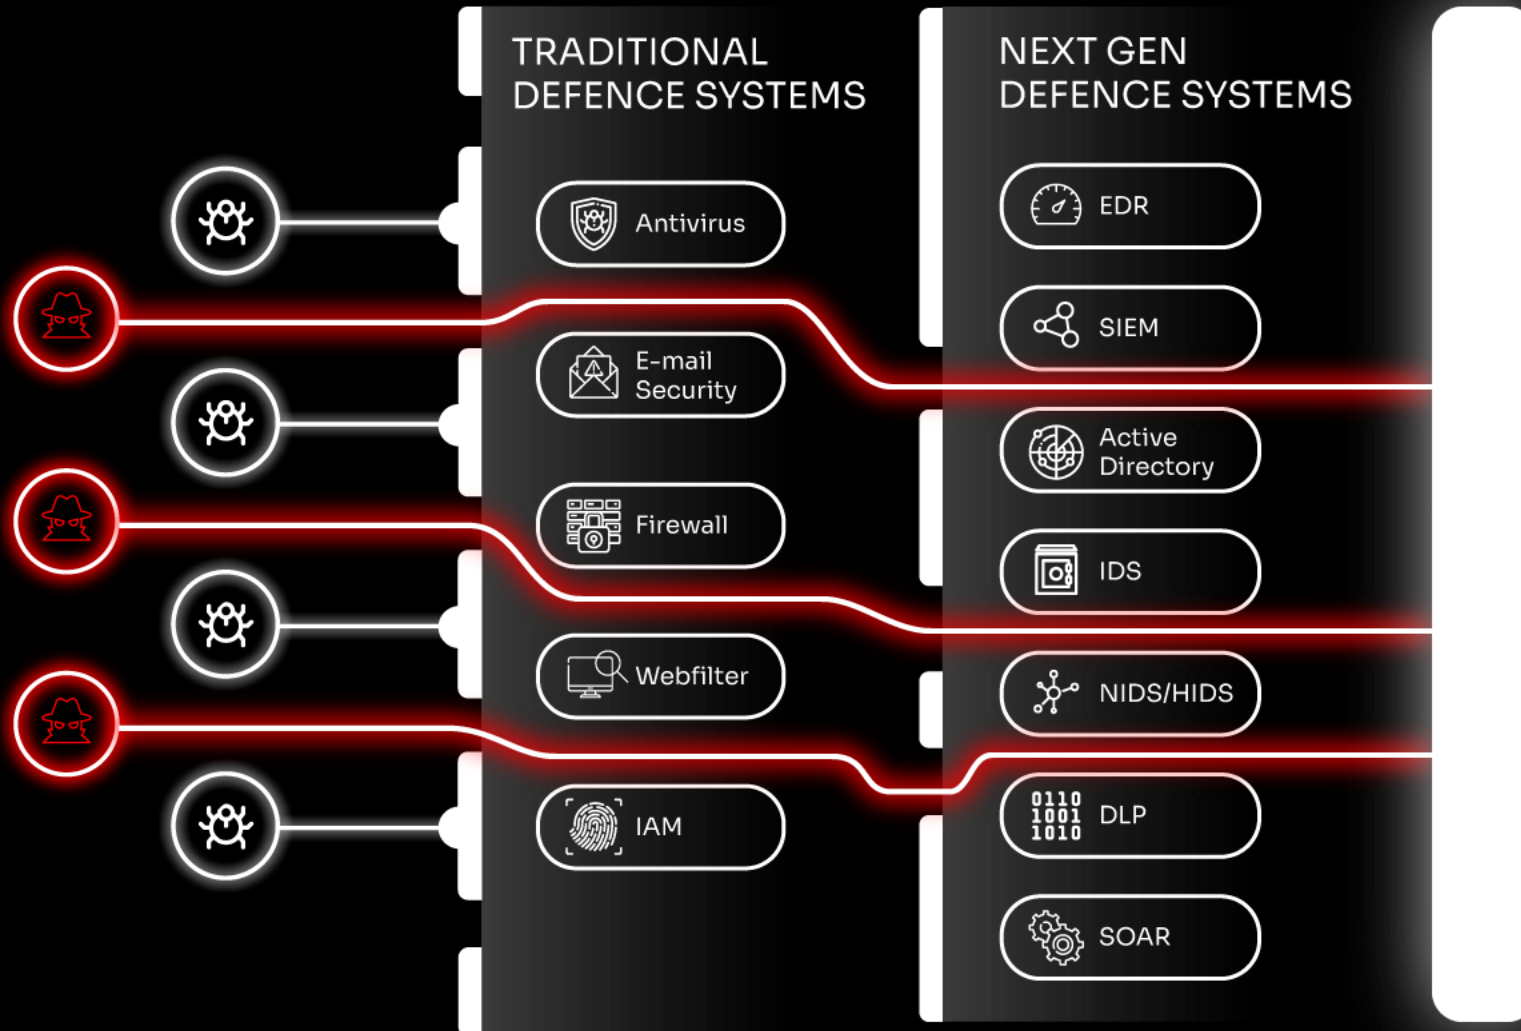 TRADITIONAL
DEFENCE SYSTEMS
Antivirus
E-mail
Security
Firewall
Webfilter
IAM
NEXT GEN
DEFENCE SYSTEMS
EDR
SIEM
Active
Directory
IDS
NIDS/HIDS
0110
1001
1010
DLP
SOAR